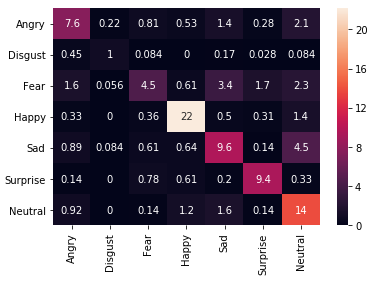 Angry 7.6 0.22 0.81 0.53 1.4 0.28 2.1
Disgust 0.45 1 0.084 0 0.17 0.028 0.084
Fear 1.6 0.056 4.5 0.61 3.4 1.7 2.3
Happy 0.33 0 0.36 22 0.5 0.31 1.4
Sad 0.89 0.084 0.61 0.64 9.6 0.14 4.5
Surprise 0.14 0 0.78 0.61 0.2 9.4 0.33
Neutral 0.92 0 0.14 1.2 1.6 0.14 14
Angry Disgust Fear Happy Sad Surprise Neutral
20
16
12
8
4
0